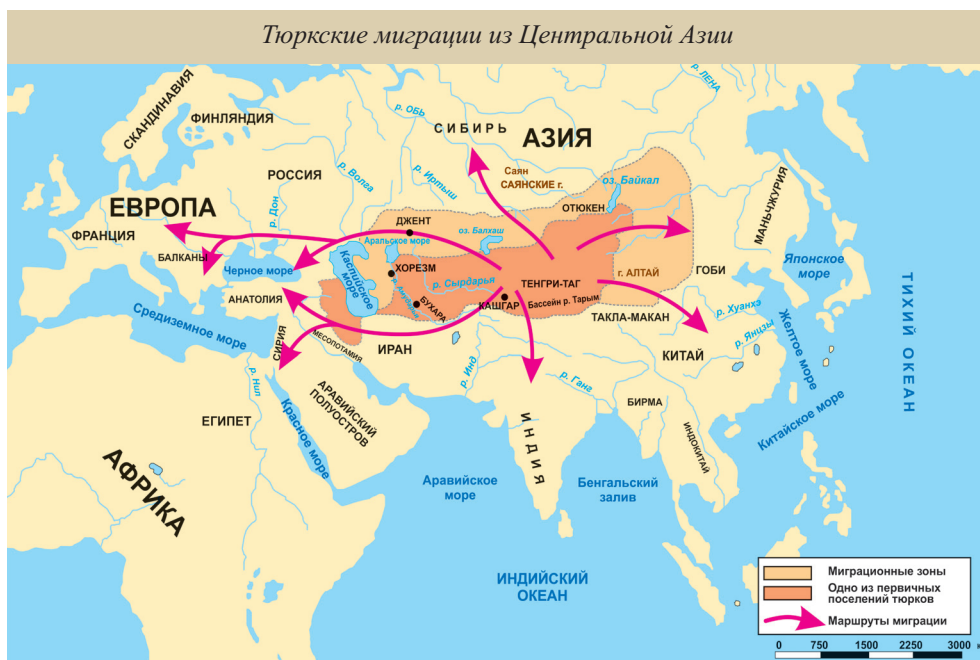 Тюркские миграции из Центральной Азии
СКАНДИНАВИЯ
ФИНЛЯНДИЯ
р. ОБЬ
СИБИРЬ
АЗИЯ
р. ЛЕНА
РОССИЯ
р. Волга
р. Иртыш
Саян
САЯНСКИЕ г.
оз. Байкал
МАНЬЧЖУРИЯ
ЕВРОПА
р. Дон
ОТЮКЕН
ФРАНЦИЯ
ДЖЕНТ
Аральское море
оз. Балхаш
БАЛКАНЫ
Черное море
Каспийское
море
ХОРЕЗМ
р. Сырдарья
ТЕНГРИ-ТАГ
г. АЛТАЙ
ГОБИ
Японское
море
АНАТОЛИЯ
р. Амударья
БУХАРА
КАШГАР
Бассейн р. Тарым
ТАКЛА-МАКАН
р. Хуанхэ
Средиземное море
СИРИЯ
МЕСОПОТАМИЯ
ИРАН
КИТАЙ
р. Янцзы
Желтое море
ТИХИЙ ОКЕАН
р. Нил
р. Инд
р. Ганг
БИРМА
ЕГИПЕТ
Красное море
АРАВИЙСКИЙ
ПОЛУОСТРОВ
ИНДИЯ
ИНДОКИТАЙ
Китайское море
АФРИКА
Аравийское
море
Бенгальский
залив
ИНДИЙСКИЙ
ОКЕАН
Миграционные зоны
Одно из первичных
поселений тюрков
Маршруты миграции
0 750 1500 2250 3000